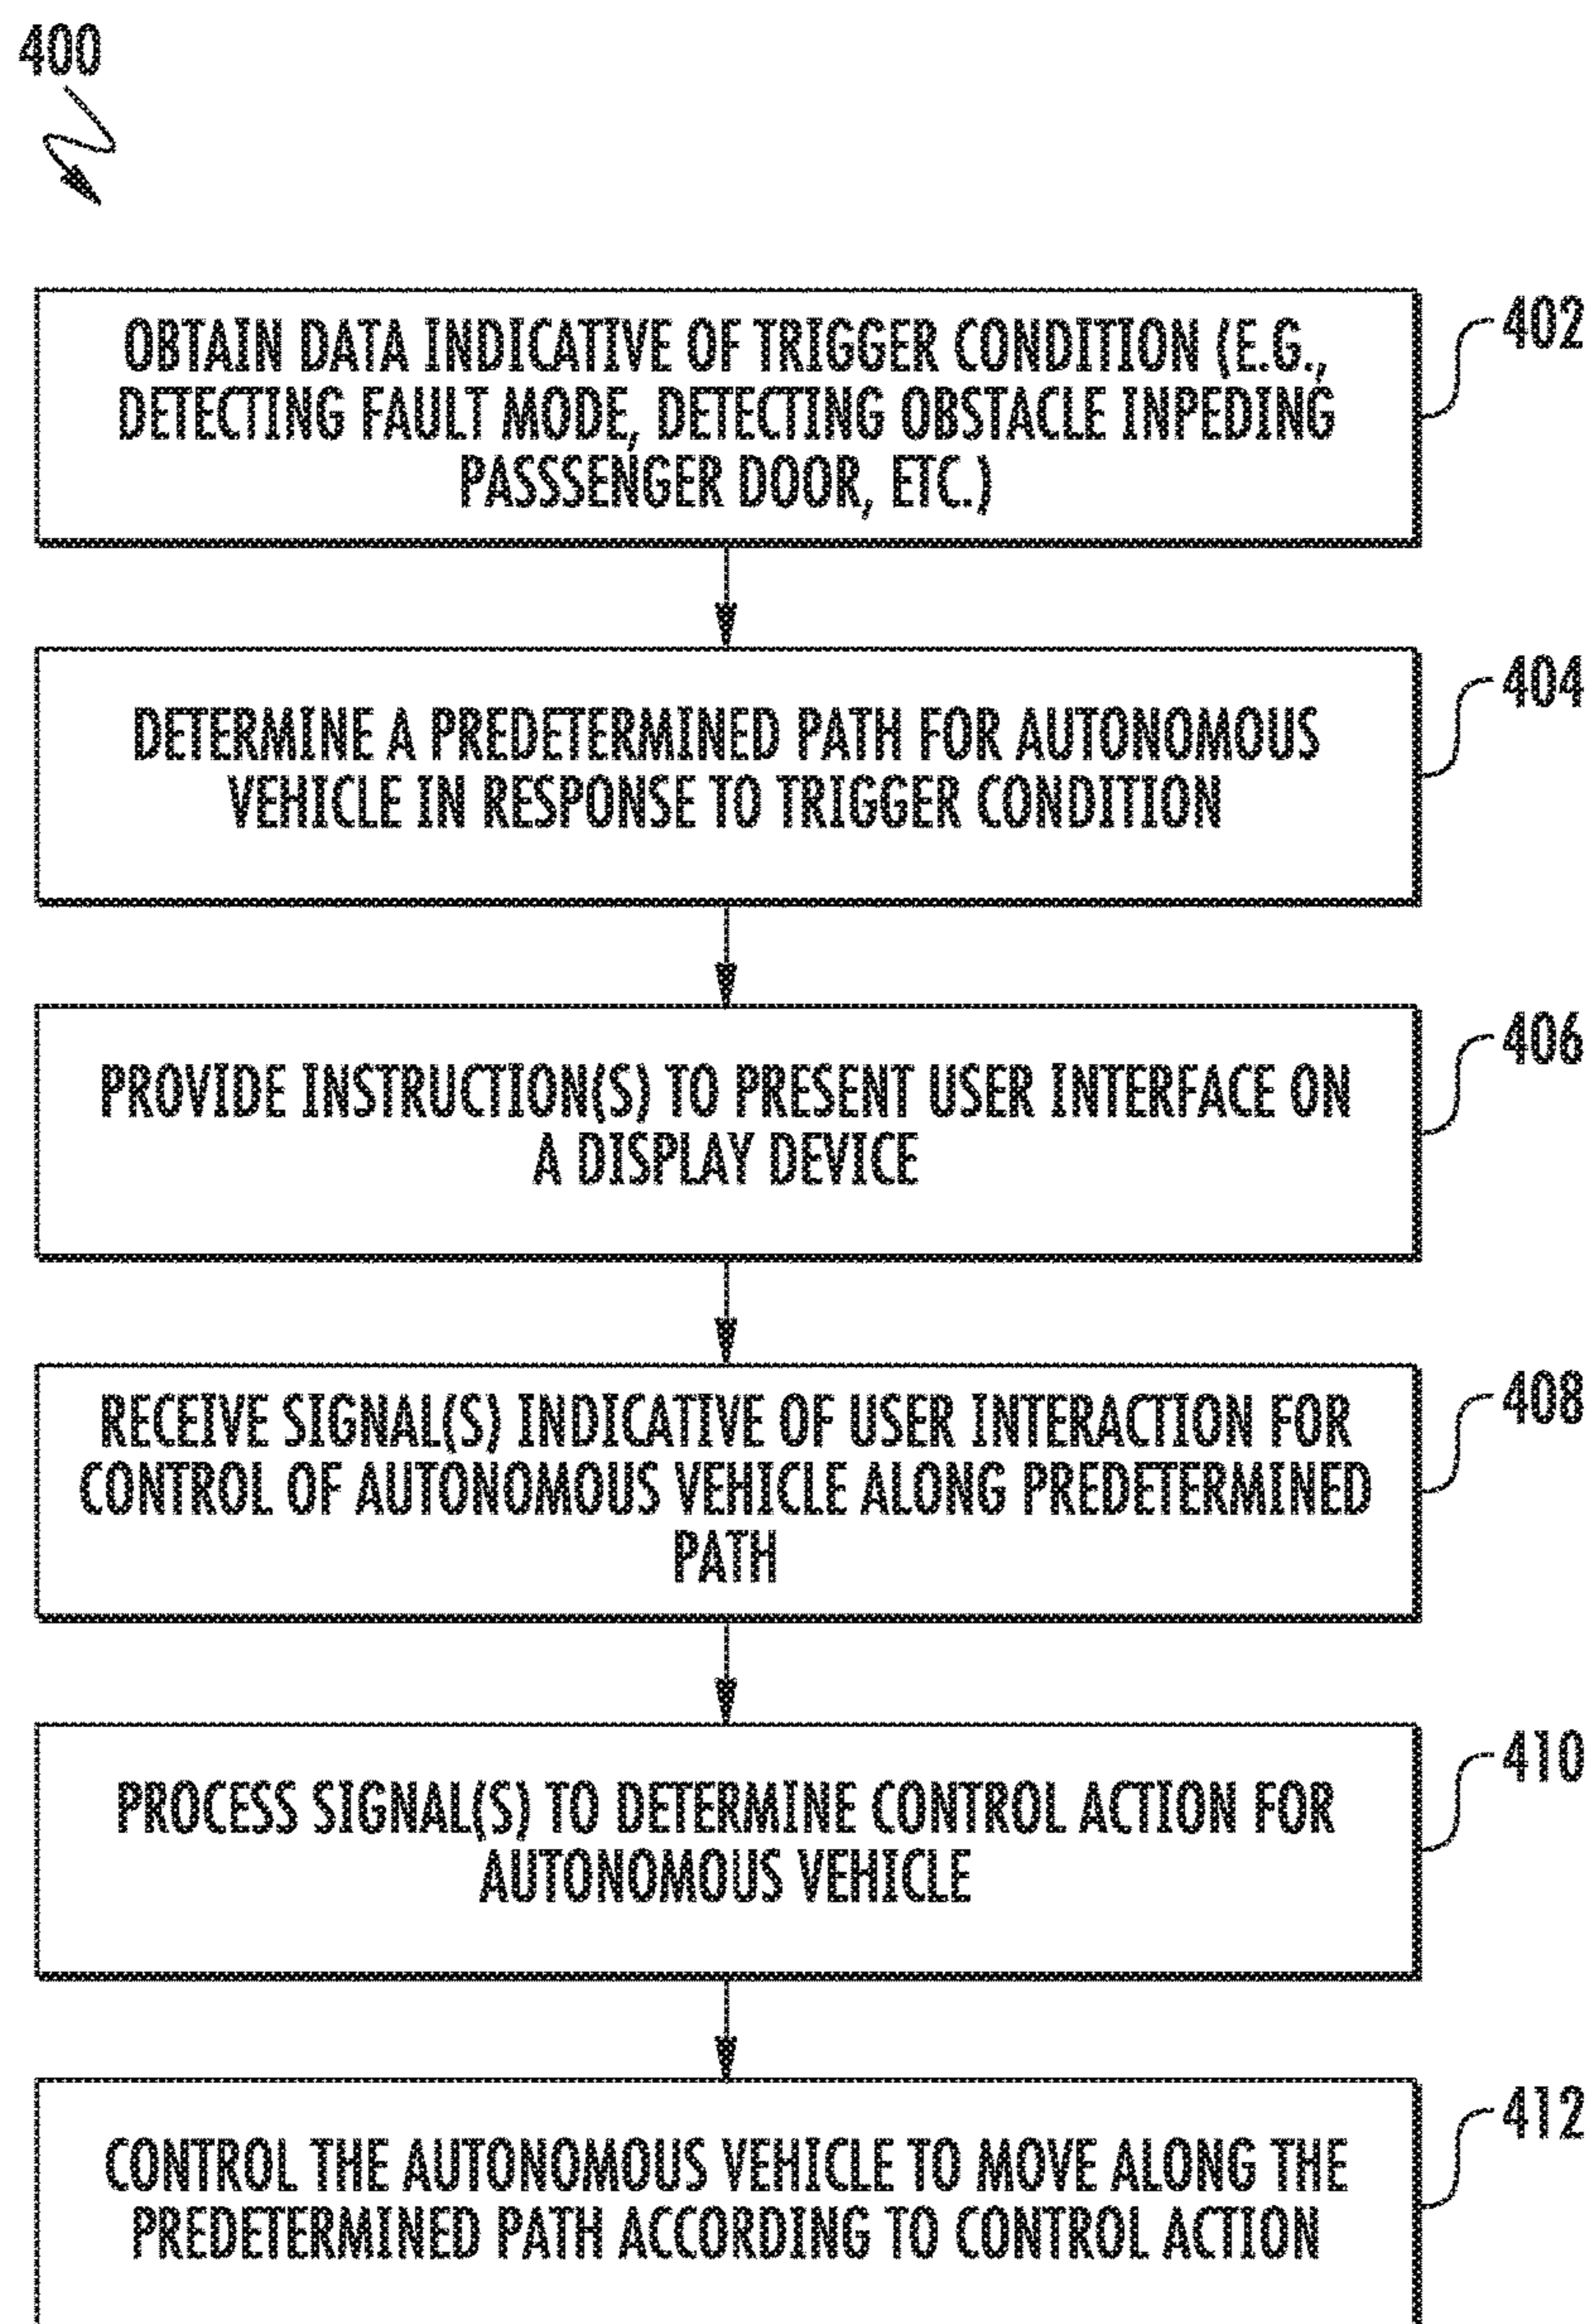 400
OBTAIN DATA INDICATIVE OF TRIGGER CONDITION (E.G.,
DETECTING FAULT MODE, DETECTING OBSTACLE INPEDING
PASSSENGER DOOR, ETC.)
402
DETERMINE A PREDETERMINED PATH FOR AUTONOMOUS
VEHICLE IN RESPONSE TO TRIGGER CONDITION
404
PROVIDE INSTRUCTION(S) TO PRESENT USER INTERFACE ON
A DISPLAY DEVICE
406
RECEIVE SIGNAL(S) INDICATIVE OF USER INTERACTION FOR
CONTROL OF AUTONOMOUS VEHICLE ALONG PREDETERMINED
PATH
408
PROCESS SIGNAL(S) TO DETERMINE CONTROL ACTION FOR
AUTONOMOUS VEHICLE
410
CONTROL THE AUTONOMOUS VEHICLE TO MOVE ALONG THE
PREDETERMINED PATH ACCORDING TO CONTROL ACTION
412